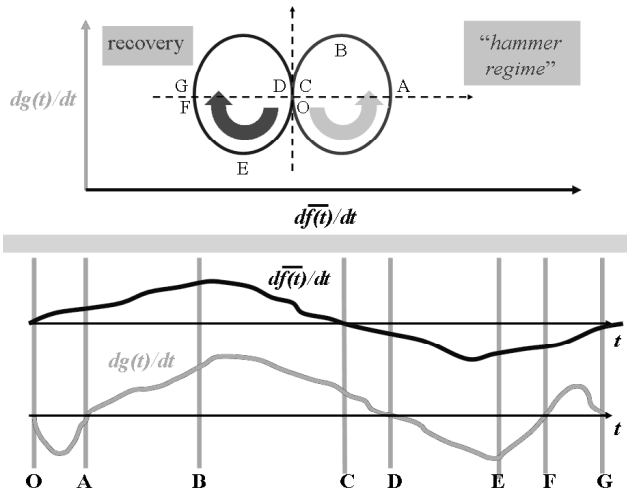 recovery
"hammer
regime"
B
G
D
C
A
F
O
E
dg(t)/dt
df(t)/dt
df(t)/dt
t
dg(t)/dt
t
O
A
B
C
D
E
F
G